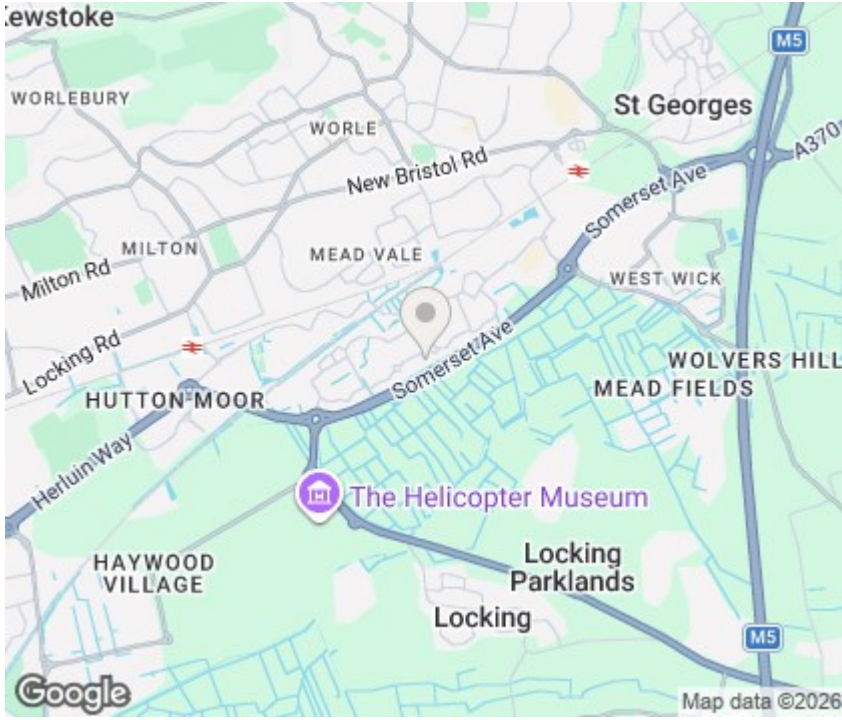 Kewstoke
M5
WORLEBURY
St Georges
WORLE
A370
New Bristol Rd
Somerset Ave
MILTON
MEAD VALE
WEST WICK
Milton Rd
Locking Rd
Somerset Ave
WOLVERS HILL
HUTTON MOOR
MEAD FIELDS
Herluin Way
The Helicopter Museum
HAYWOOD
VILLAGE
Locking
Parklands
Locking
M5
Google
Map data ©2026